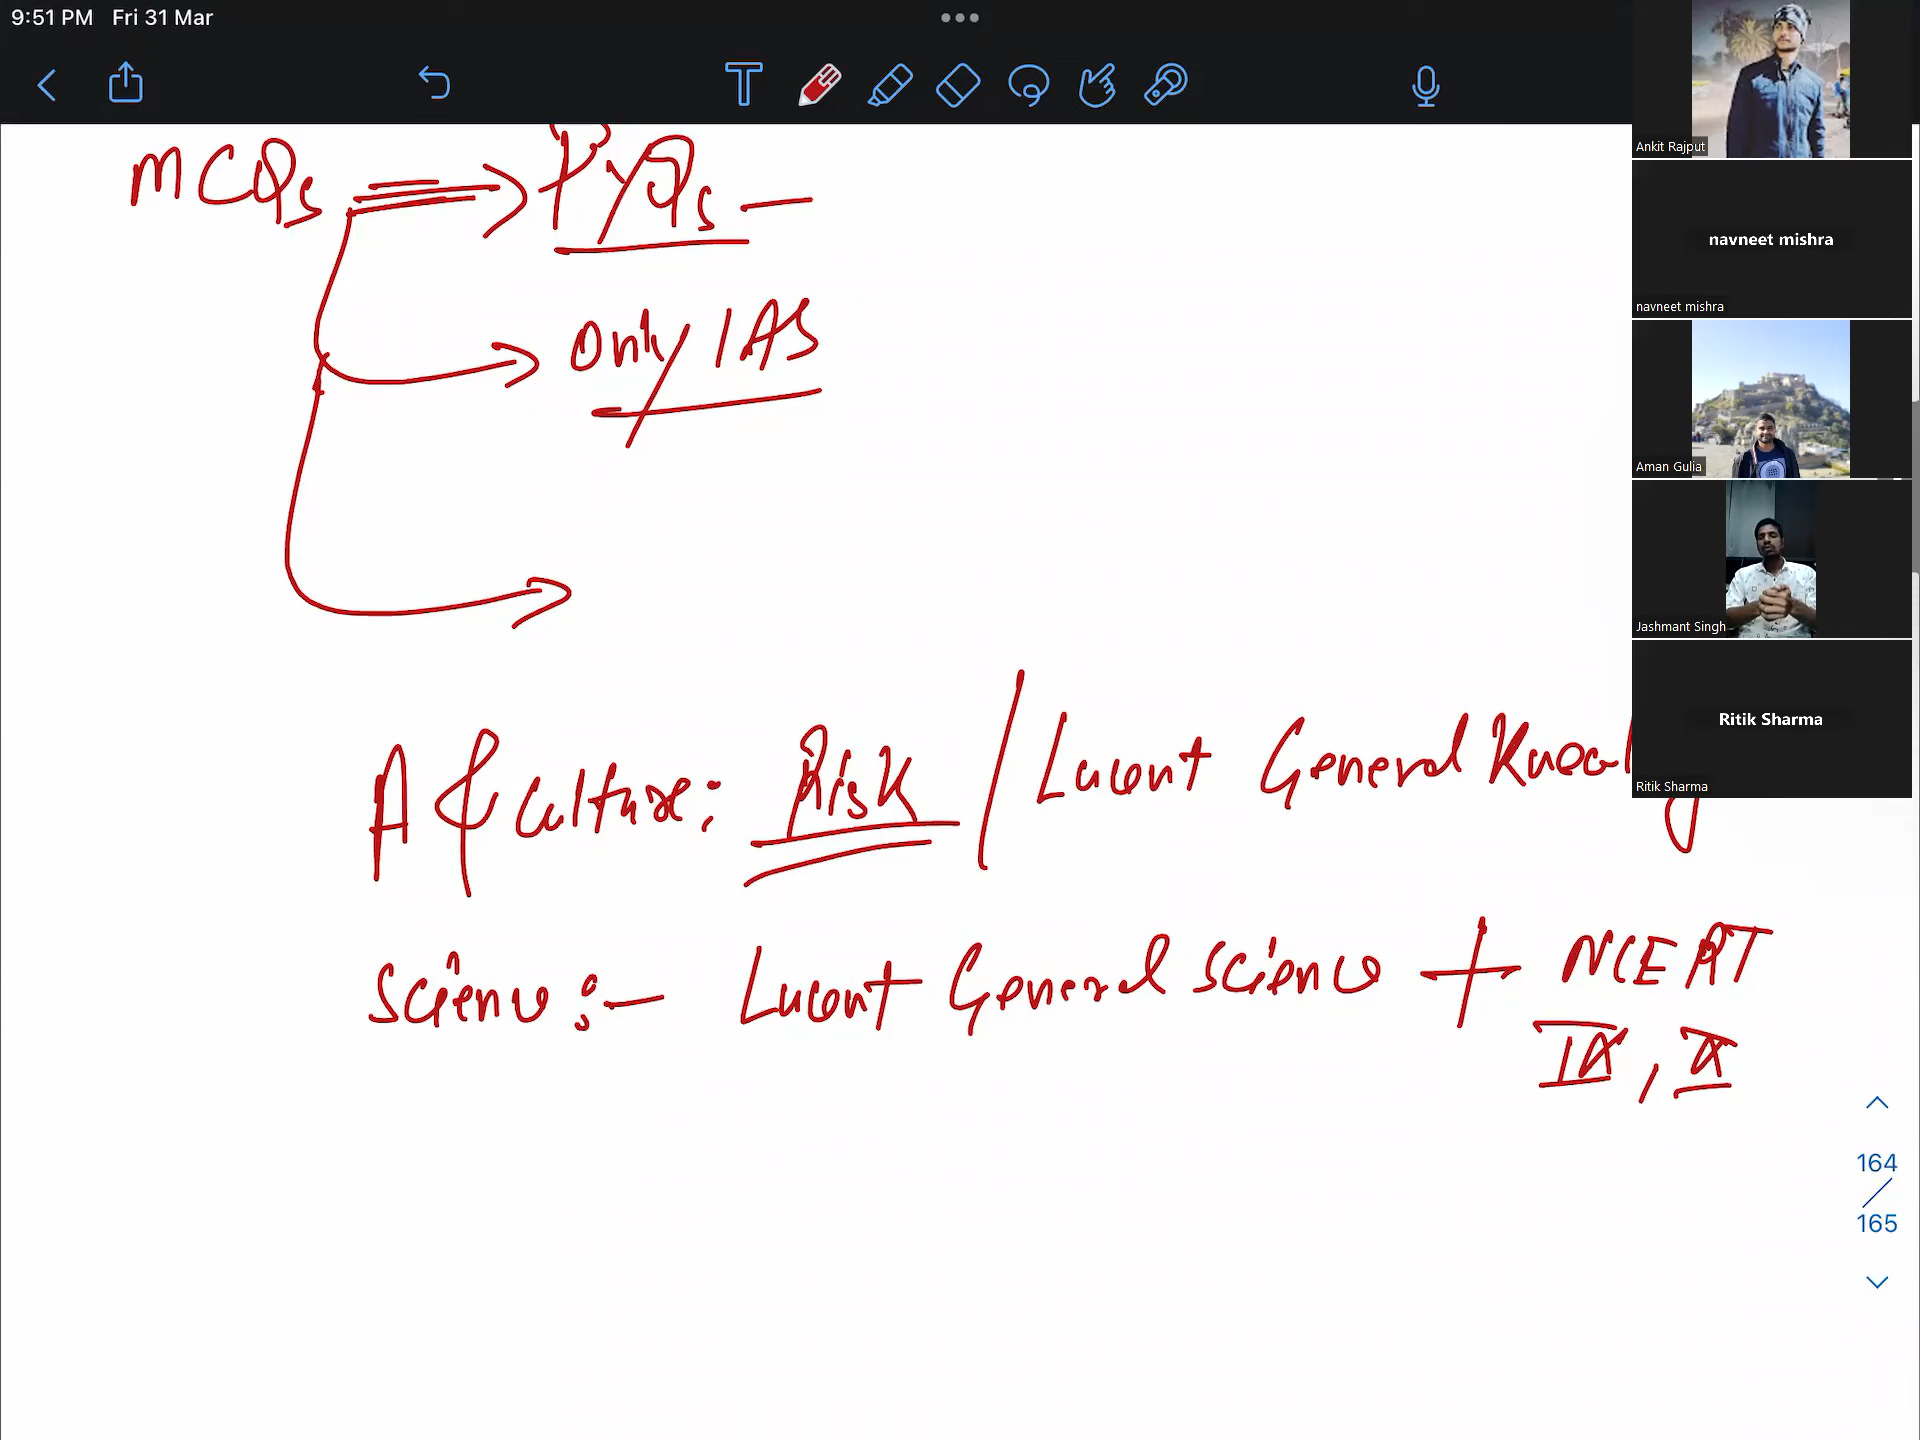 9:51 PM Fri 31 Mar
MCQs PYQs
Only IAS
A & Culture: Risk / Lucent General
Science :- Lucent General Science + NCERT
IX, X
Ankit Rajput
navneet mishra
navneet mishra
Aman Gulia
Jashmant Singh
Ritik Sharma
Ritik Sharma
164
165